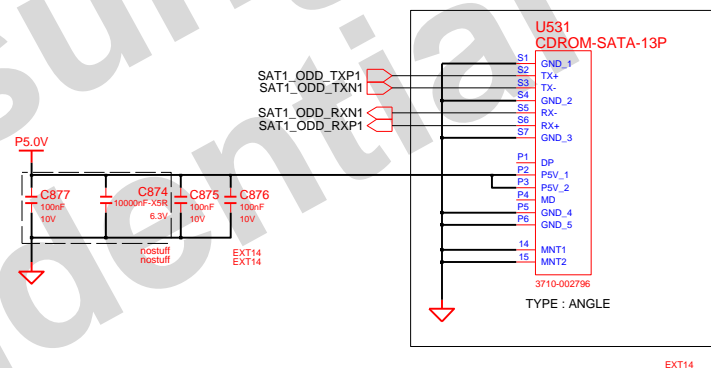 U531
CDROM-SATA-13P
S1 GND_1
SAT1_ODD_TXP1 S2 TX+
SAT1_ODD_TXN1 S3 TX-
S4 GND_2
SAT1_ODD_RXN1 S5 RX-
SAT1_ODD_RXP1 S6 RX+
S7 GND_3
P5.0V
P1 DP
P2 P5V_1
P3 P5V_2
P4 MD
P5 GND_4
P6 GND_5
14 MNT1
15 MNT2
C877
100nF
10V
C874
10000nF-X5R
6.3V
C875
100nF
10V
C876
100nF
10V
nostuff
nostuff
EXT14
EXT14
3710-002796
TYPE : ANGLE
EXT14